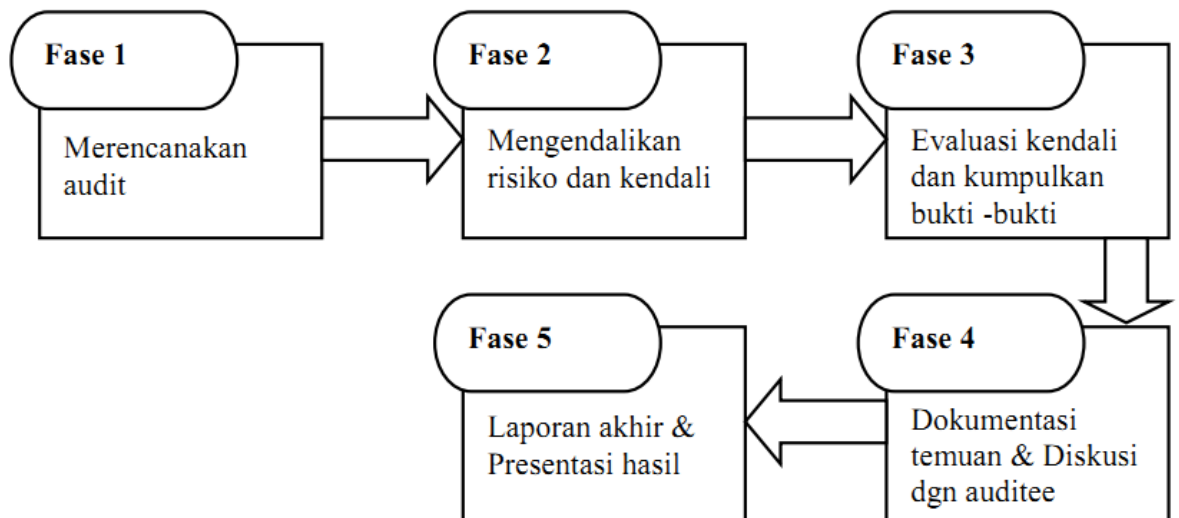 Fase 1
Merencanakan
audit
Fase 2
Mengendalikan
risiko dan kendali
Fase 3
Evaluasi kendali
dan kumpulkan
bukti -bukti
Fase 4
Dokumentasi
temuan & Diskusi
dgn auditee
Fase 5
Laporan akhir &
Presentasi hasil